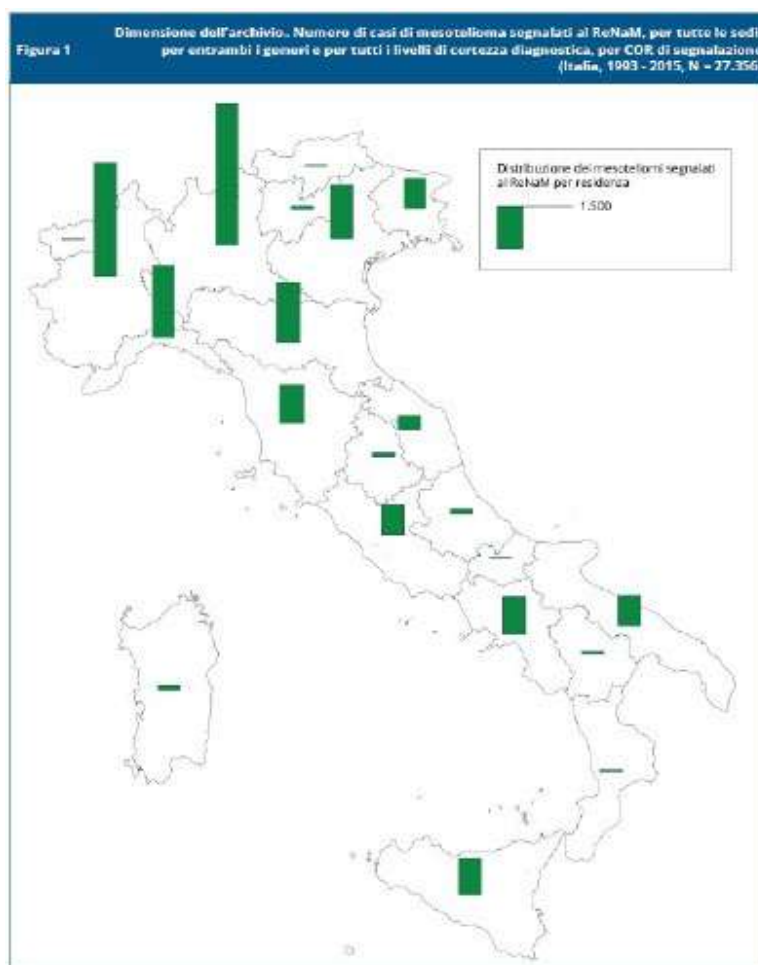 Figura 1
Dimensione dell'archivio. Numero di casi di mesotelioma segnalati al ReNaM, per tutte le sedi
per entrambi i generi e per tutti i livelli di certezza diagnostica, per COR di segnalazione
(Italia, 1993 - 2015, N = 27.356
Distribuzione dei mesoteliomi segnalati
al ReNaM per residenza
1.500